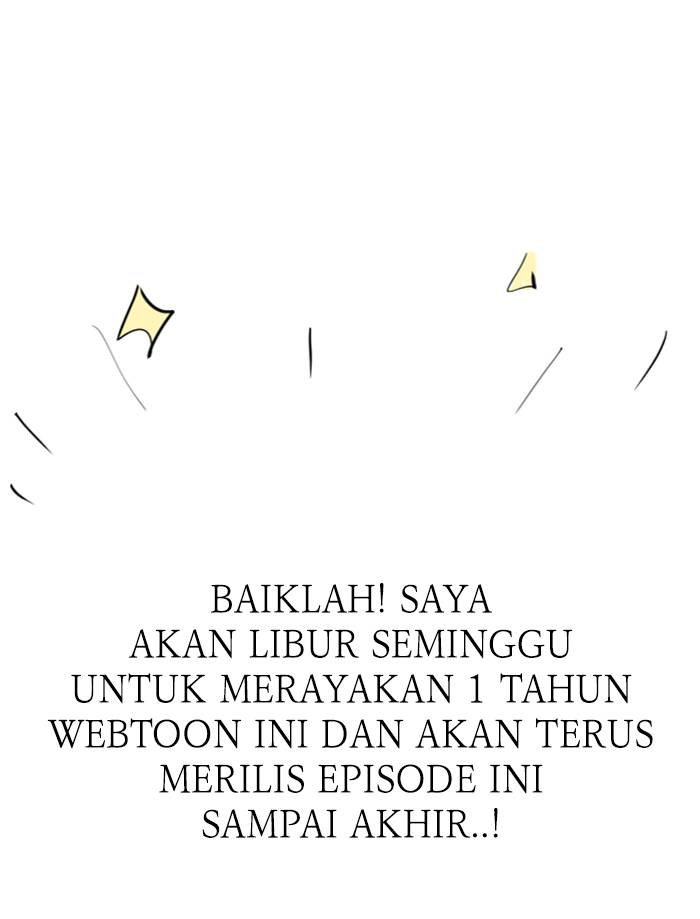 BAIKLAH! SAYA
AKAN LIBUR SEMINGGU
UNTUK MERAYAKAN 1 TAHUN
WEBTOON INI DAN AKAN TERUS
MERILIS EPISODE INI
SAMPAI AKHIR..!